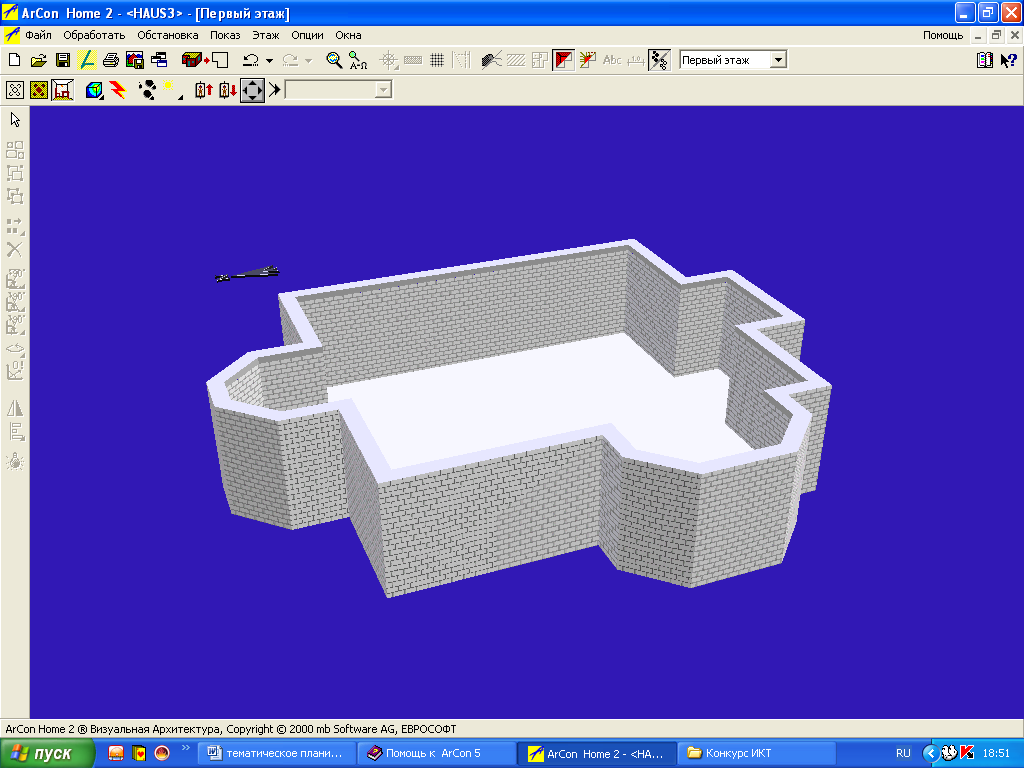 ArCon Home 2 - <HAUS3> - [Первый этаж]
Файл Обработать Обстановка Показ Этаж Опции Окна Помощь
Abc Первый этаж
ArCon Home 2 ® Визуальная Архитектура, Copyright © 2000 mb Software AG, ЕВРОСОФТ
пуск тематическое плани... Помощь к ArCon 5 ArCon Home 2 - <HA... Конкурс ИКТ RU 18:51